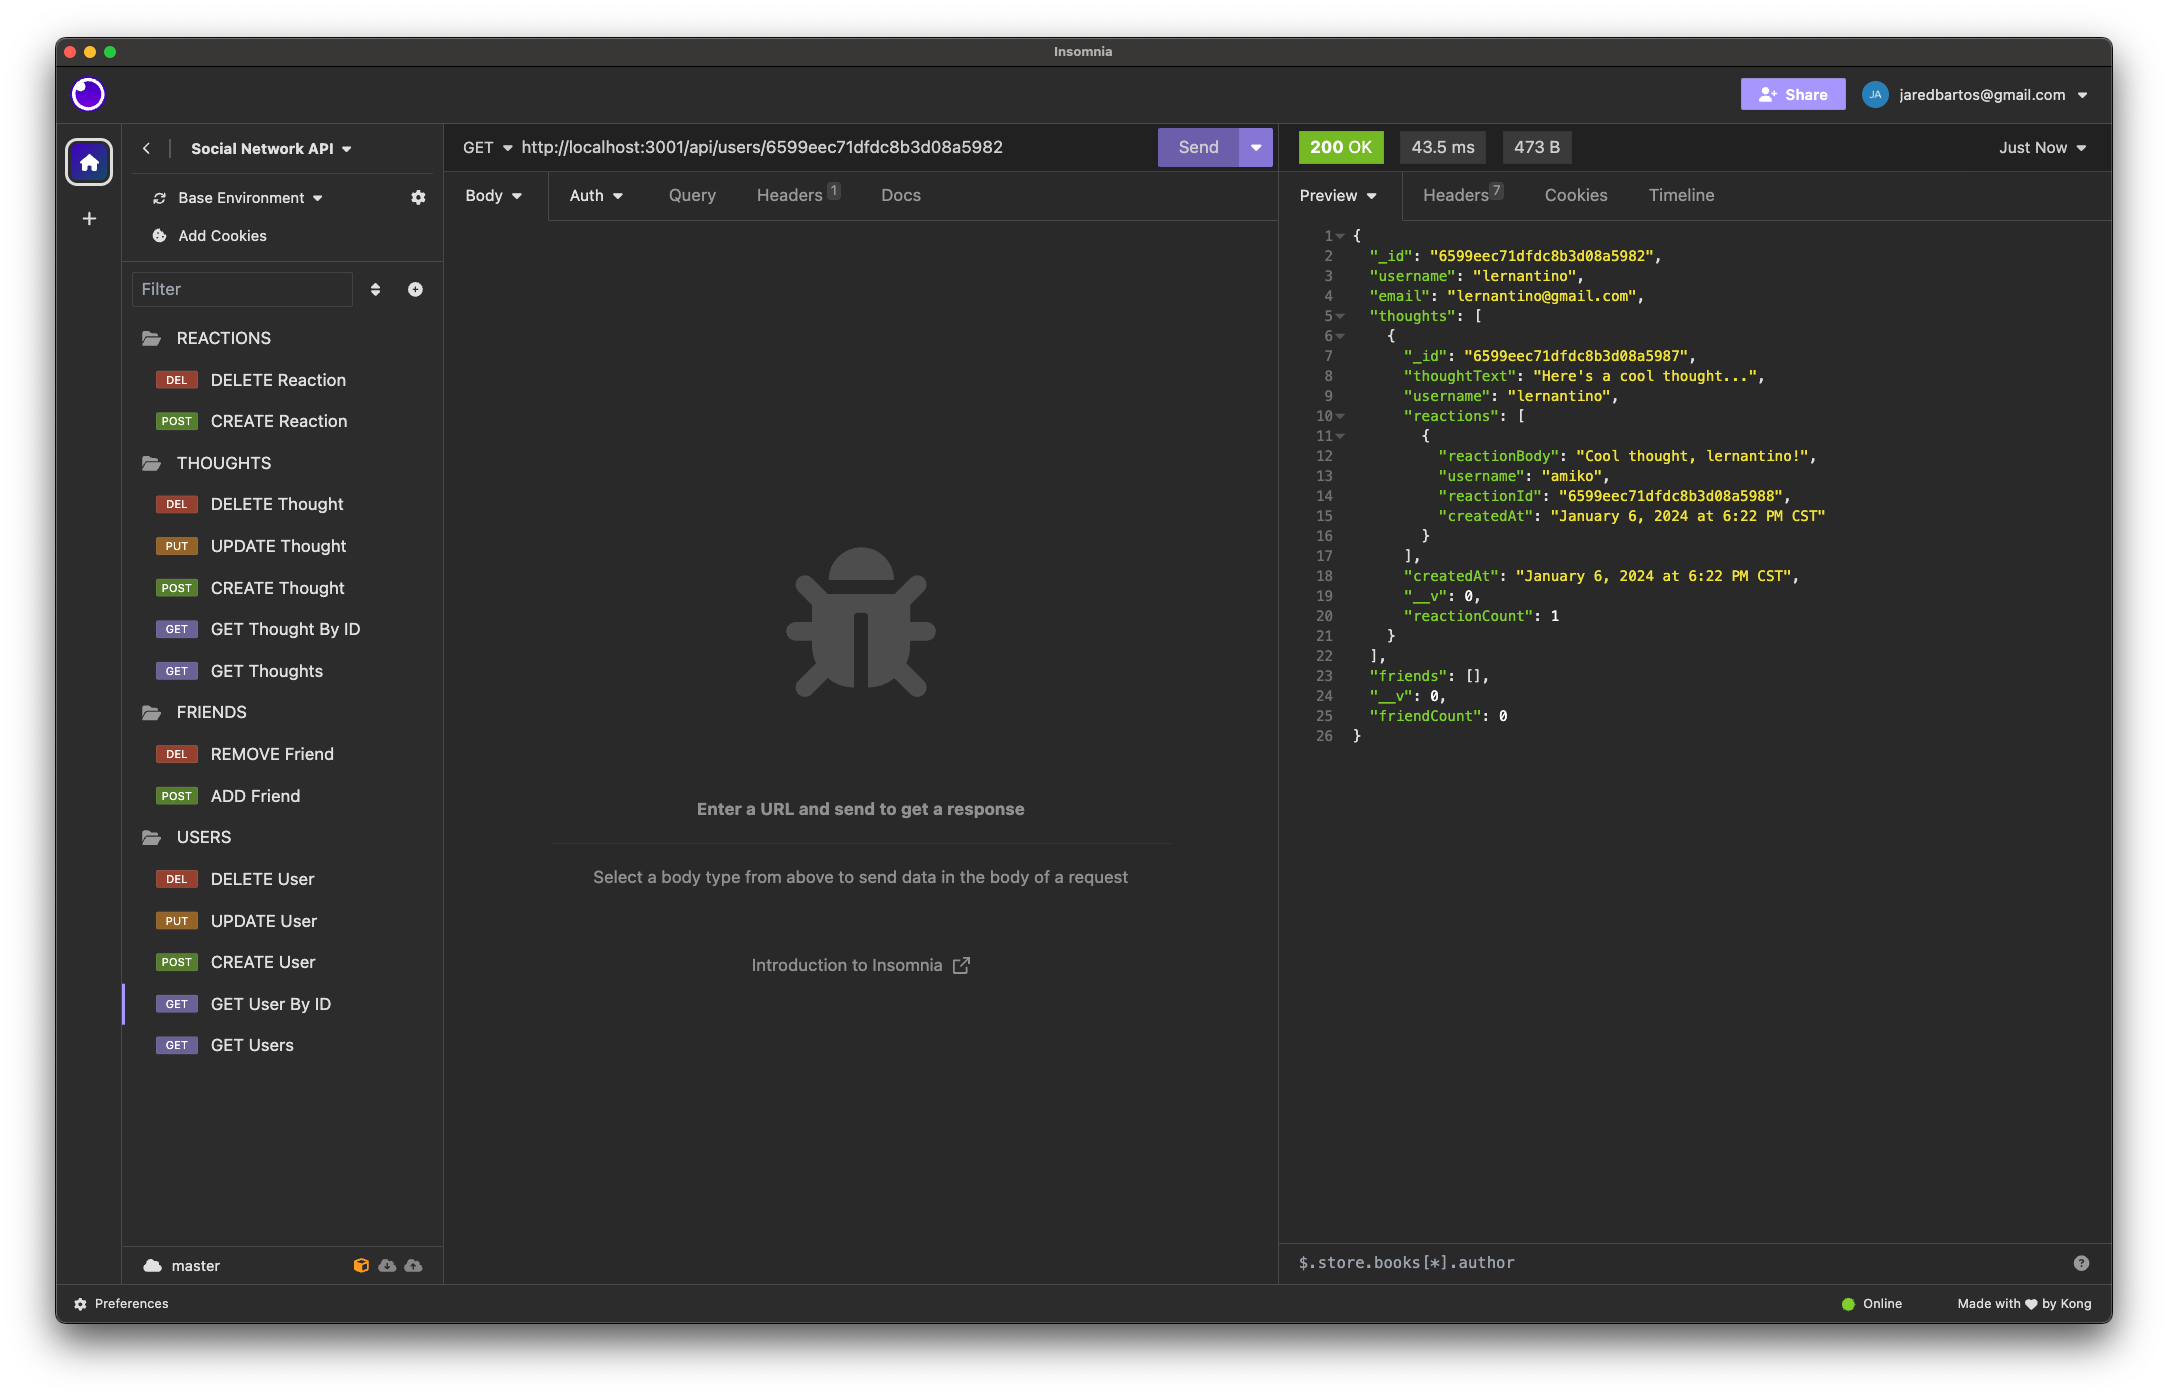 Insomnia
Share
JA
jaredbartos@gmail.com
Social Network API
Base Environment
Add Cookies
Filter
REACTIONS
DEL DELETE Reaction
POST CREATE Reaction
THOUGHTS
DEL DELETE Thought
PUT UPDATE Thought
POST CREATE Thought
GET GET Thought By ID
GET GET Thoughts
FRIENDS
DEL REMOVE Friend
POST ADD Friend
USERS
DEL DELETE User
PUT UPDATE User
POST CREATE User
GET GET User By ID
GET GET Users
master
GET http://localhost:3001/api/users/6599eec71dfdc8b3d08a5982 Send
Body Auth Query Headers 1 Docs
Enter a URL and send to get a response
Select a body type from above to send data in the body of a request
Introduction to Insomnia
200 OK 43.5 ms 473 B Just Now
Preview Headers 7 Cookies Timeline
1 {
2 "_id": "6599eec71dfdc8b3d08a5982",
3 "username": "lernantino",
4 "email": "lernantino@gmail.com",
5 "thoughts": [
6 {
7 "_id": "6599eec71dfdc8b3d08a5987",
8 "thoughtText": "Here's a cool thought...",
9 "username": "lernantino",
10 "reactions": [
11 {
12 "reactionBody": "Cool thought, lernantino!",
13 "username": "amiko",
14 "reactionId": "6599eec71dfdc8b3d08a5988",
15 "createdAt": "January 6, 2024 at 6:22 PM CST"
16 }
17 ],
18 "createdAt": "January 6, 2024 at 6:22 PM CST",
19 "__v": 0,
20 "reactionCount": 1
21 }
22 ],
23 "friends": [],
24 "__v": 0,
25 "friendCount": 0
26 }
$.store.books[*].author
Preferences
Online
Made with ♥ by Kong